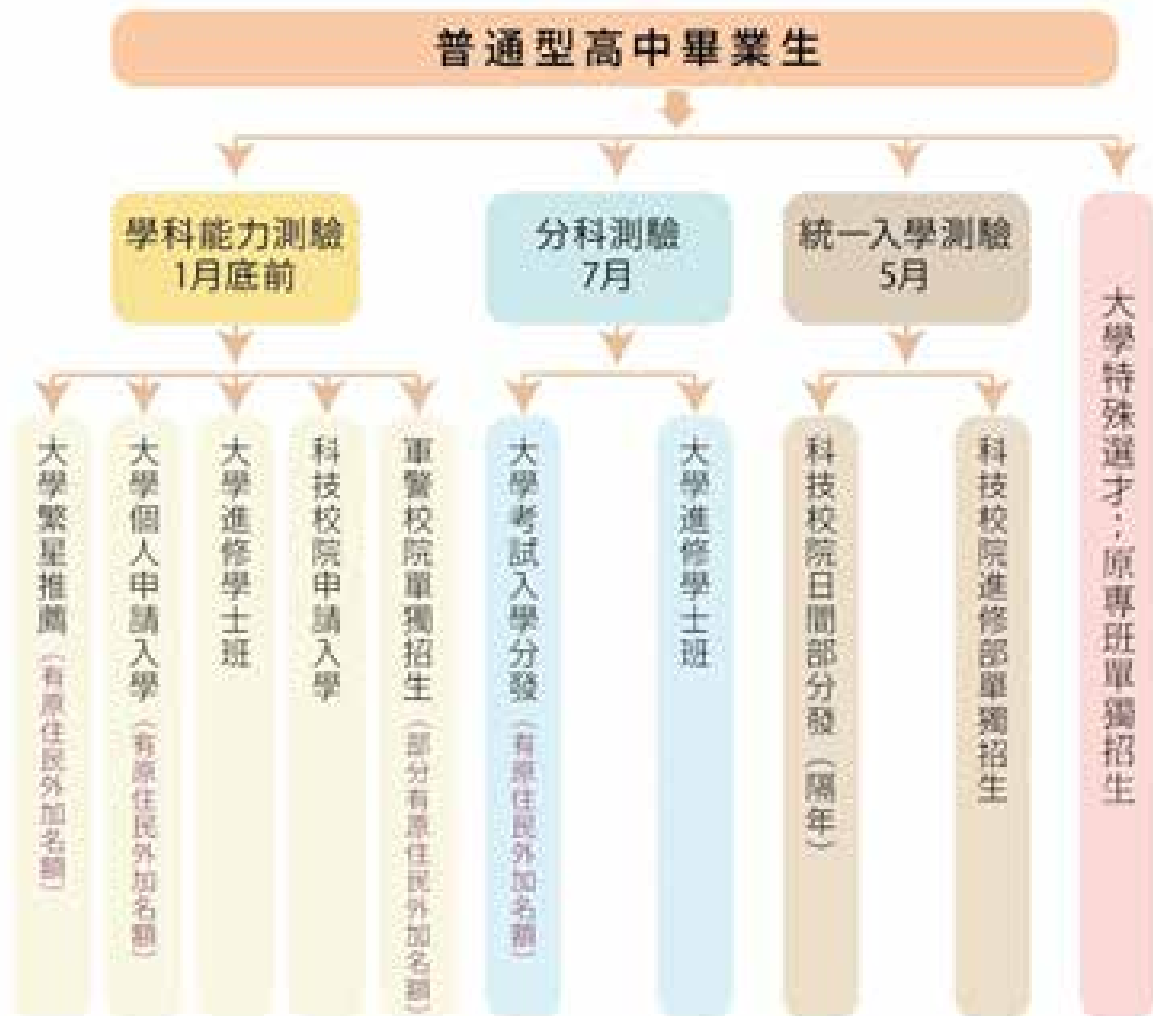 普通型高中畢業生
學科能力測驗
1月底前
分科測驗
7月
統一入學測驗
5月
大學特殊選才;原專班單獨招生
大學繁星推薦(有原住民外加名額)
大學個人申請入學(有原住民外加名額)
大學進修學士班
科技校院申請入學
軍警校院單獨招生(部分有原住民外加名額)
大學考試入學分發(有原住民外加名額)
大學進修學士班
科技校院日間部分發(隔年)
科技校院進修部單獨招生